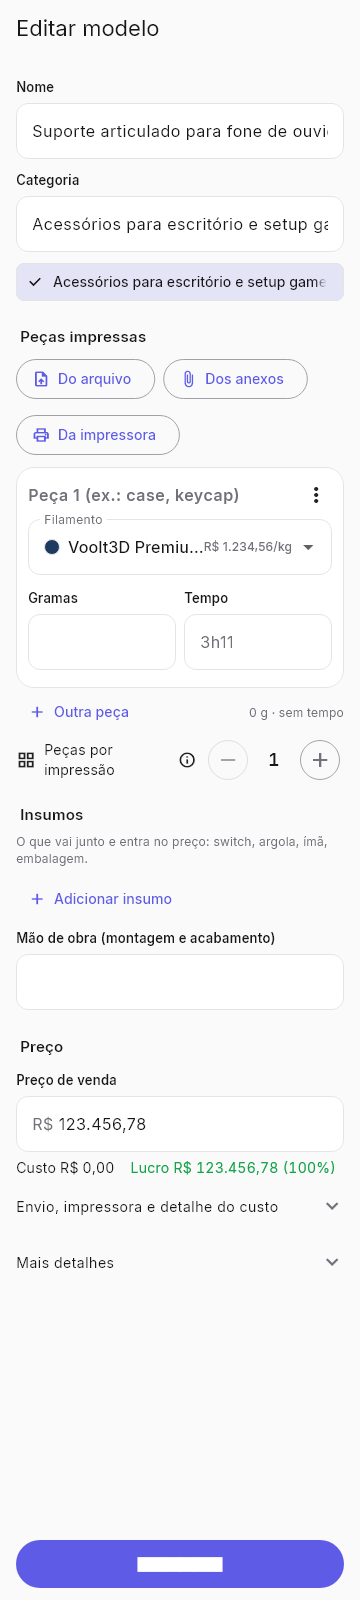 Editar modelo
Nome
Suporte articulado para fone de ouvi
Categoria
Acessórios para escritório e setup ga
Acessórios para escritório e setup game
Peças impressas
Do arquivo
Dos anexos
Da impressora
Peça 1 (ex.: case, keycap)
Filamento
Voolt3D Premiu... R$ 1.234,56/kg
Gramas
Tempo
3h11
Outra peça
0 g · sem tempo
Peças por
impressão
1
Insumos
O que vai junto e entra no preço: switch, argola, ímã,
embalagem.
Adicionar insumo
Mão de obra (montagem e acabamento)
Preço
Preço de venda
R$ 123.456,78
Custo R$ 0,00 Lucro R$ 123.456,78 (100%)
Envio, impressora e detalhe do custo
Mais detalhes